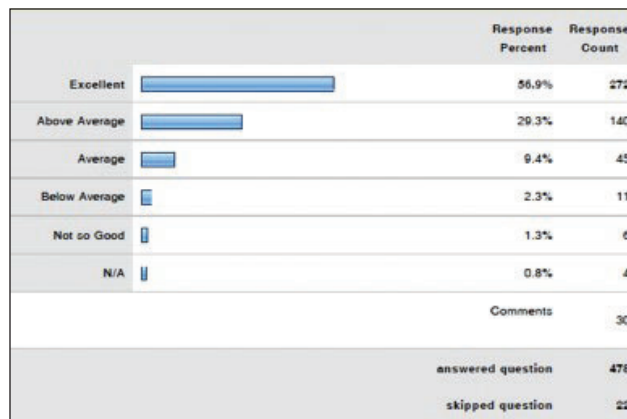 Response Response
Percent Count
Excellent 56.9% 272
Above Average 29.3% 140
Average 9.4% 45
Below Average 2.3% 11
Not so Good 1.3% 6
N/A 0.8% 4
Comments 30
answered question 478
skipped question 22